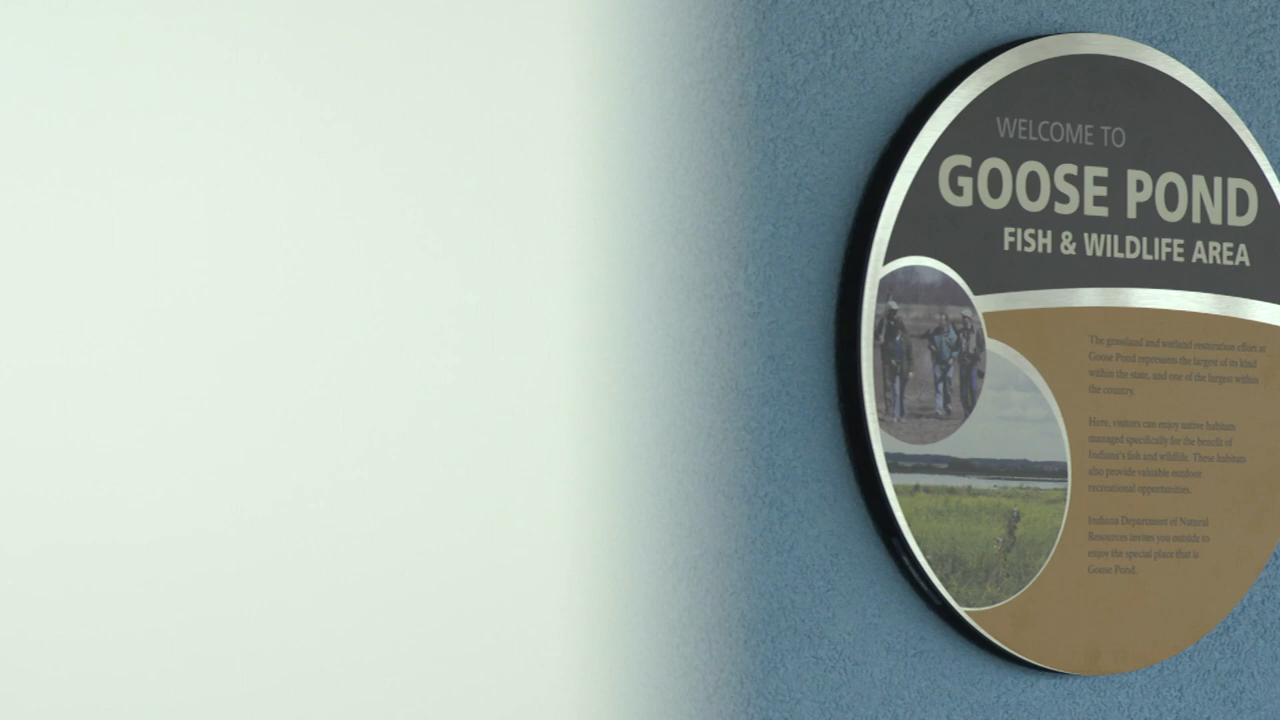 WELCOME TO
GOOSE POND
FISH & WILDLIFE AREA
The grassland and wetland restoration effort at
Goose Pond represents the largest of its kind
within the state, and one of the largest within
the country.
Here, visitors can enjoy native habitats
managed specifically for the benefit of
Indiana's fish and wildlife. These habitats
also provide valuable outdoor
recreational opportunities.
Indiana Department of Natural
Resources invites you outside to
enjoy the special place that is
Goose Pond.